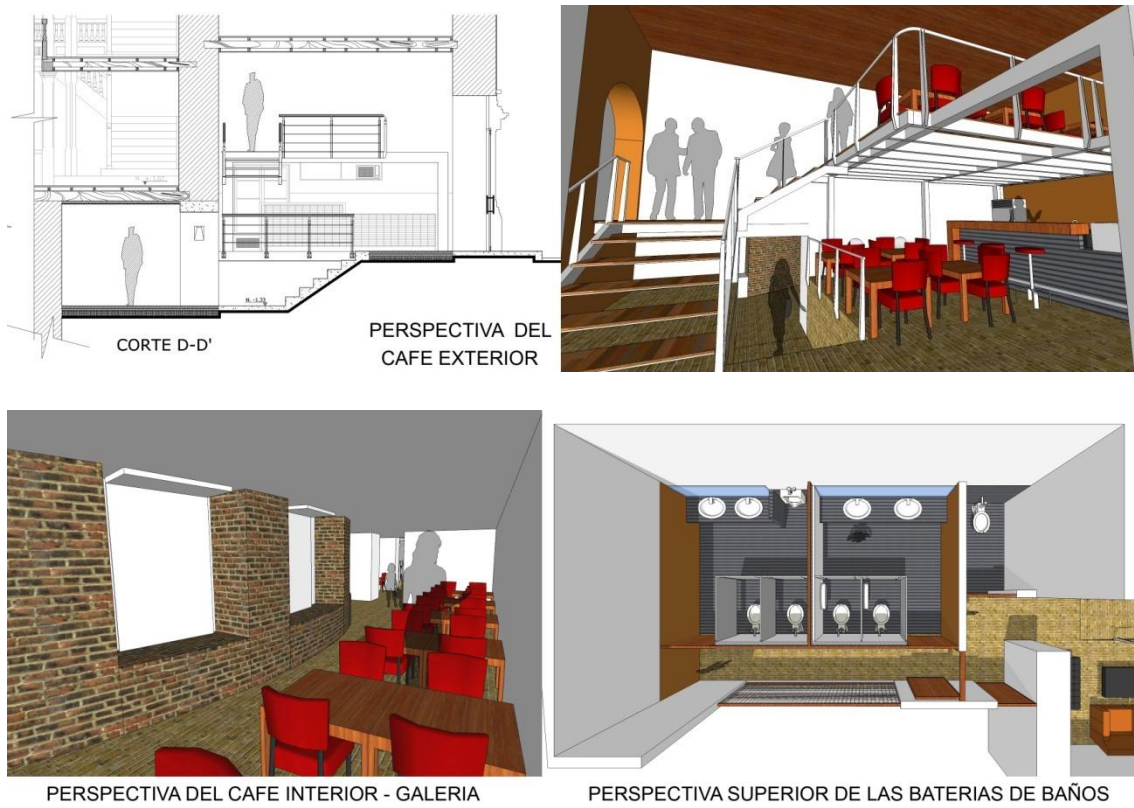 CORTE D-D'
PERSPECTIVA DEL
CAFE EXTERIOR
PERSPECTIVA DEL CAFE INTERIOR - GALERIA
PERSPECTIVA SUPERIOR DE LAS BATERIAS DE BAÑOS